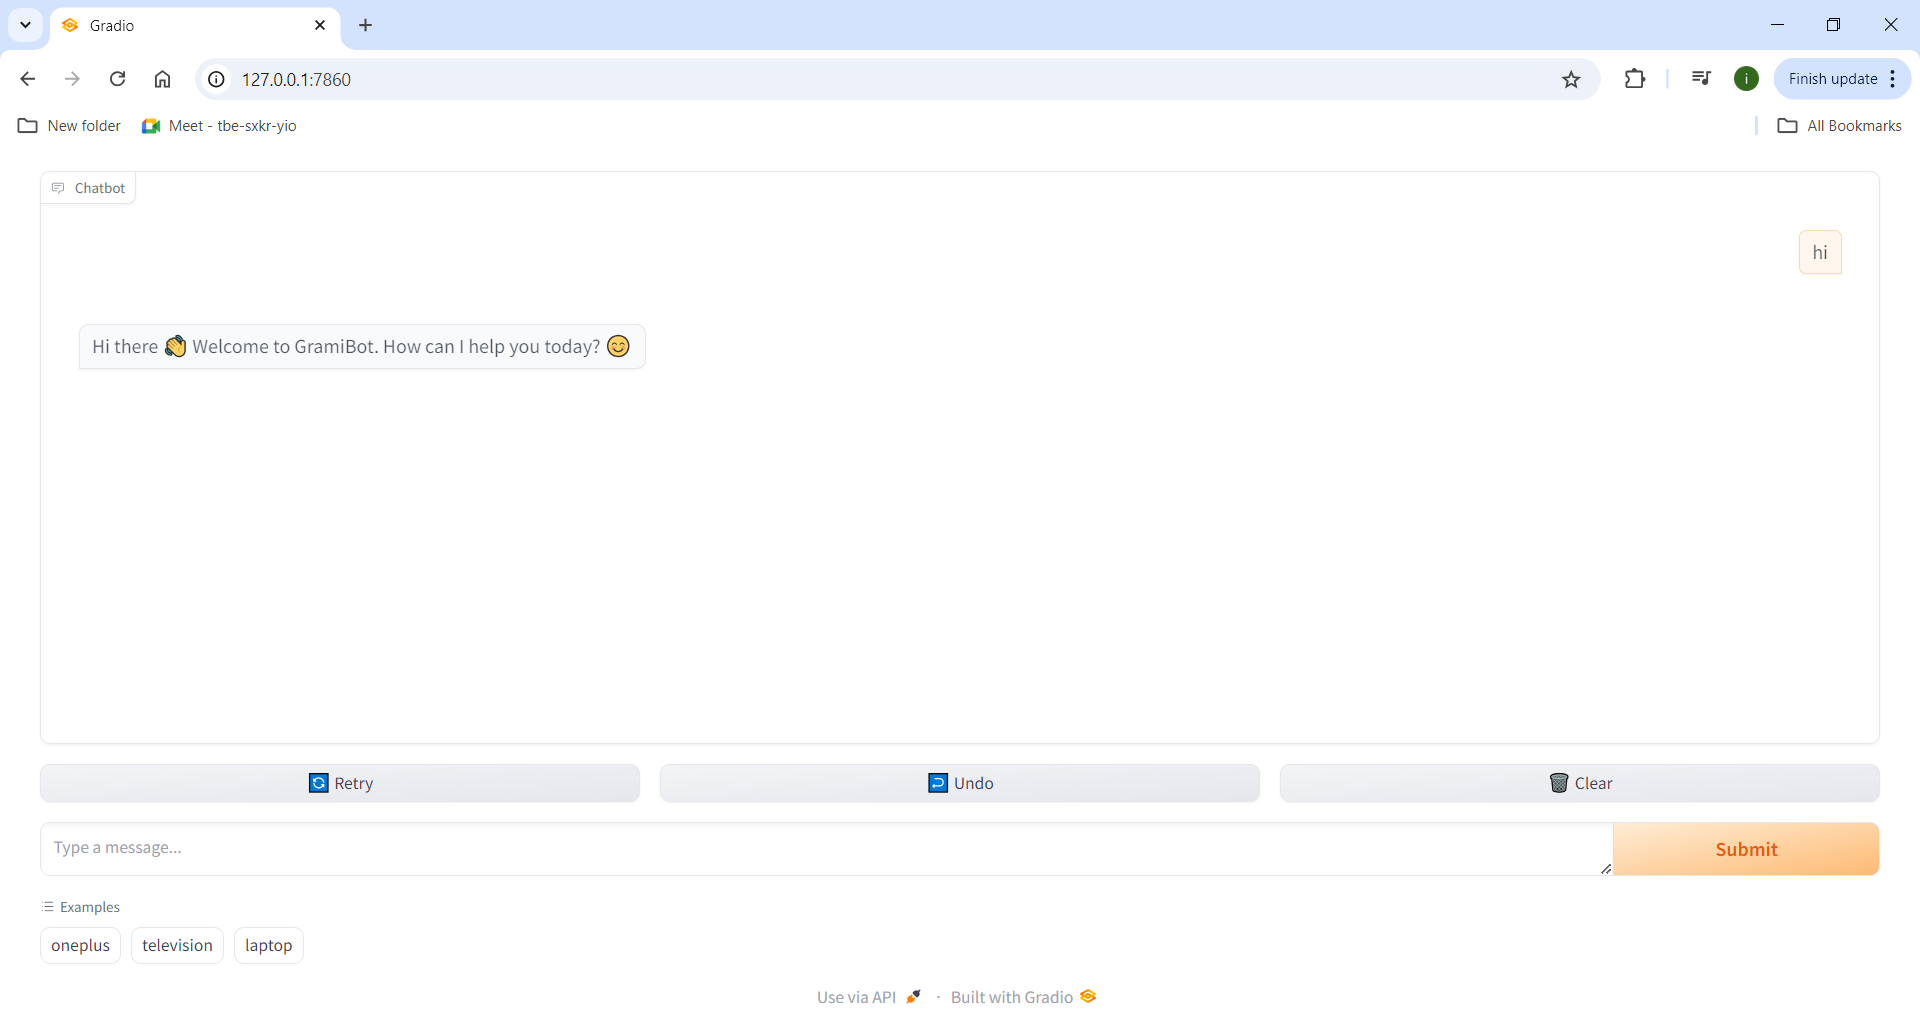 Gradio
127.0.0.1:7860
Finish update
i
New folder
Meet - tbe-sxkr-yio
All Bookmarks
Chatbot
hi
Hi there 👋 Welcome to GramiBot. How can I help you today? 😊
Retry
Undo
Clear
Type a message...
Submit
Examples
oneplus
television
laptop
Use via API 🚀 · Built with Gradio